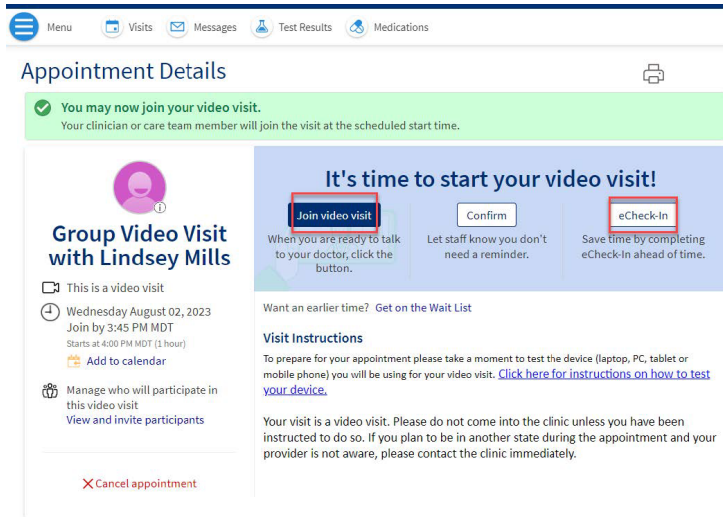 Menu Visits Messages Test Results Medications
Appointment Details
You may now join your video visit.
Your clinician or care team member will join the visit at the scheduled start time.
Group Video Visit
with Lindsey Mills
This is a video visit
Wednesday August 02, 2023
Join by 3:45 PM MDT
Starts at 4:00 PM MDT (1 hour)
Add to calendar
Manage who will participate in
this video visit
View and invite participants
Cancel appointment
It's time to start your video visit!
Join video visit
When you are ready to talk
to your doctor, click the
button.
Confirm
Let staff know you don't
need a reminder.
eCheck-In
Save time by completing
eCheck-In ahead of time.
Want an earlier time? Get on the Wait List
Visit Instructions
To prepare for your appointment please take a moment to test the device (laptop, PC, tablet or
mobile phone) you will be using for your video visit. Click here for instructions on how to test
your device.
Your visit is a video visit. Please do not come into the clinic unless you have been
instructed to do so. If you plan to be in another state during the appointment and your
provider is not aware, please contact the clinic immediately.